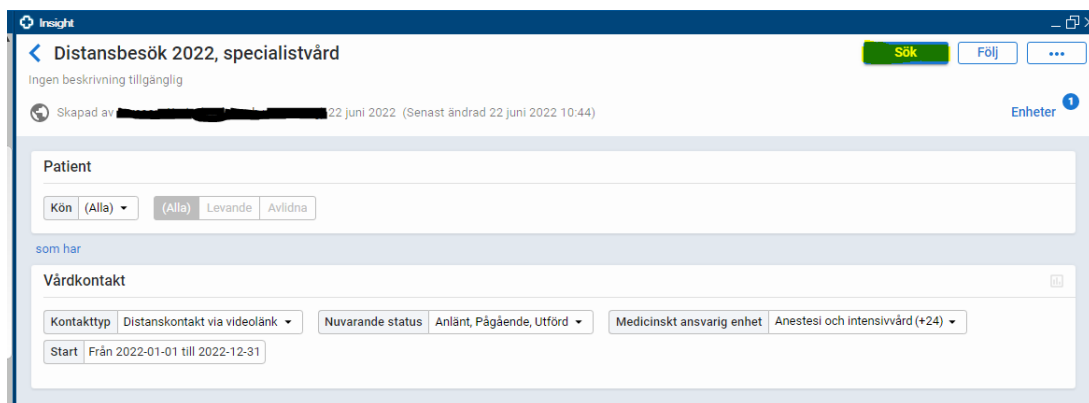 Insight
Distansbesök 2022, specialistvård
Sök
Följ
...
Ingen beskrivning tillgänglig
Skapad av 22 juni 2022 (Senast ändrad 22 juni 2022 10:44)
Enheter 1
Patient
Kön (Alla) (Alla) Levande Avlidna
som har
Vårdkontakt
Kontakttyp Distanskontakt via videolänk Nuvarande status Anlänt, Pågående, Utförd Medicinskt ansvarig enhet Anestesi och intensivvård (+24)
Start Från 2022-01-01 till 2022-12-31